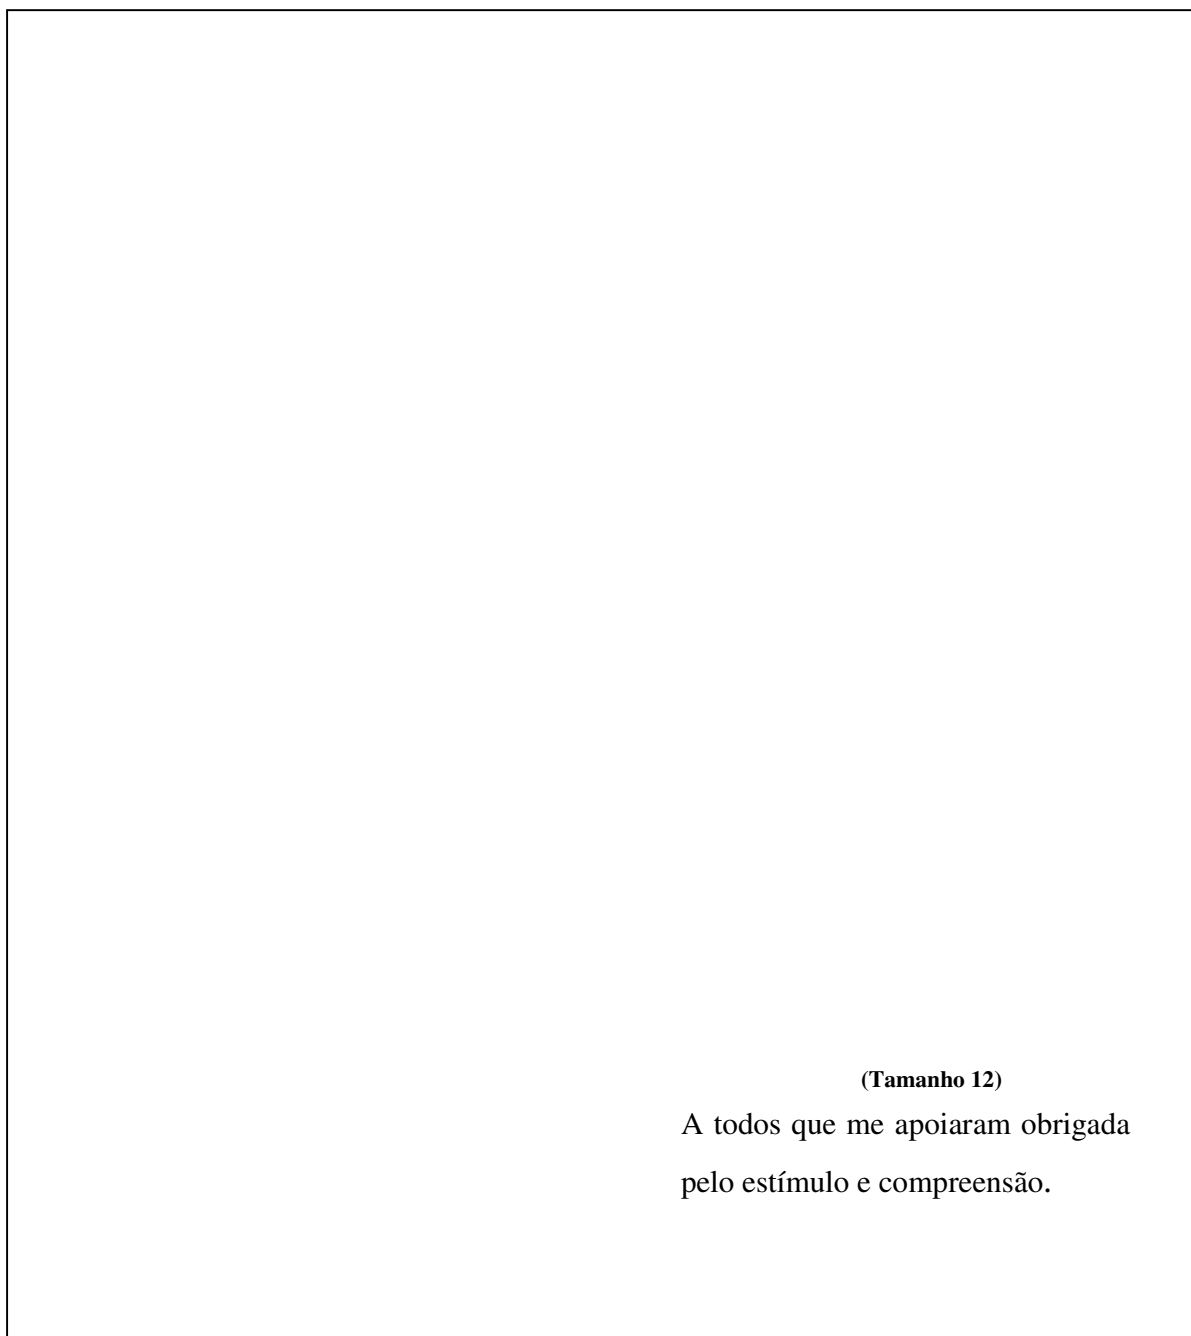 (Tamanho 12)
A todos que me apoiaram obrigada
pelo estímulo e compreensão.